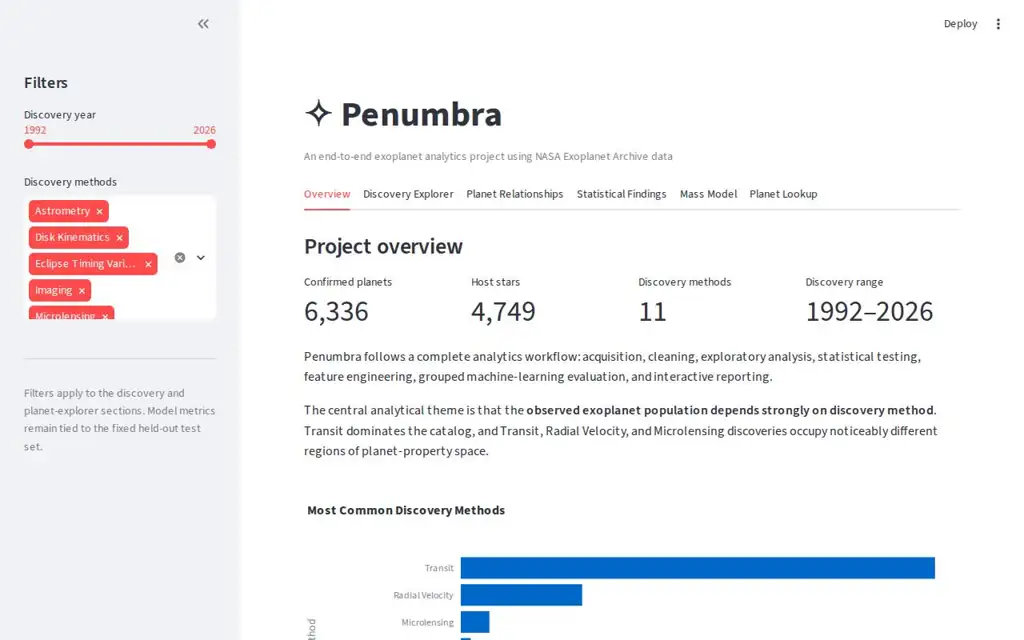 Deploy
Filters
Discovery year
1992 2026
Discovery methods
Astrometry
Disk Kinematics
Eclipse Timing Vari...
Imaging
Microlensing
Filters apply to the discovery and
planet-explorer sections. Model metrics
remain tied to the fixed held-out test
set.
Penumbra
An end-to-end exoplanet analytics project using NASA Exoplanet Archive data
Overview Discovery Explorer Planet Relationships Statistical Findings Mass Model Planet Lookup
Project overview
Confirmed planets Host stars Discovery methods Discovery range
6,336 4,749 11 1992–2026
Penumbra follows a complete analytics workflow: acquisition, cleaning, exploratory analysis, statistical testing,
feature engineering, grouped machine-learning evaluation, and interactive reporting.
The central analytical theme is that the observed exoplanet population depends strongly on discovery method.
Transit dominates the catalog, and Transit, Radial Velocity, and Microlensing discoveries occupy noticeably different
regions of planet-property space.
Most Common Discovery Methods
Transit
Radial Velocity
Microlensing